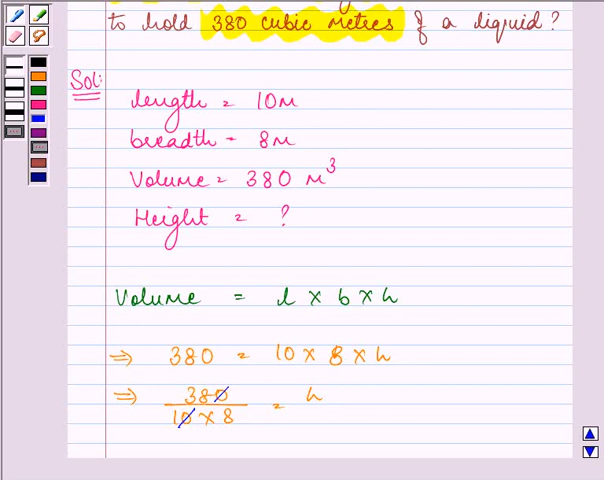 to hold 380 cubic metres of a liquid?
Sol:
length = 10m
breadth = 8m
Volume = 380 m³
Height = ?
Volume = l × b × h
⇒ 380 = 10 × 8 × h
⇒ 380 / 10 × 8 = h